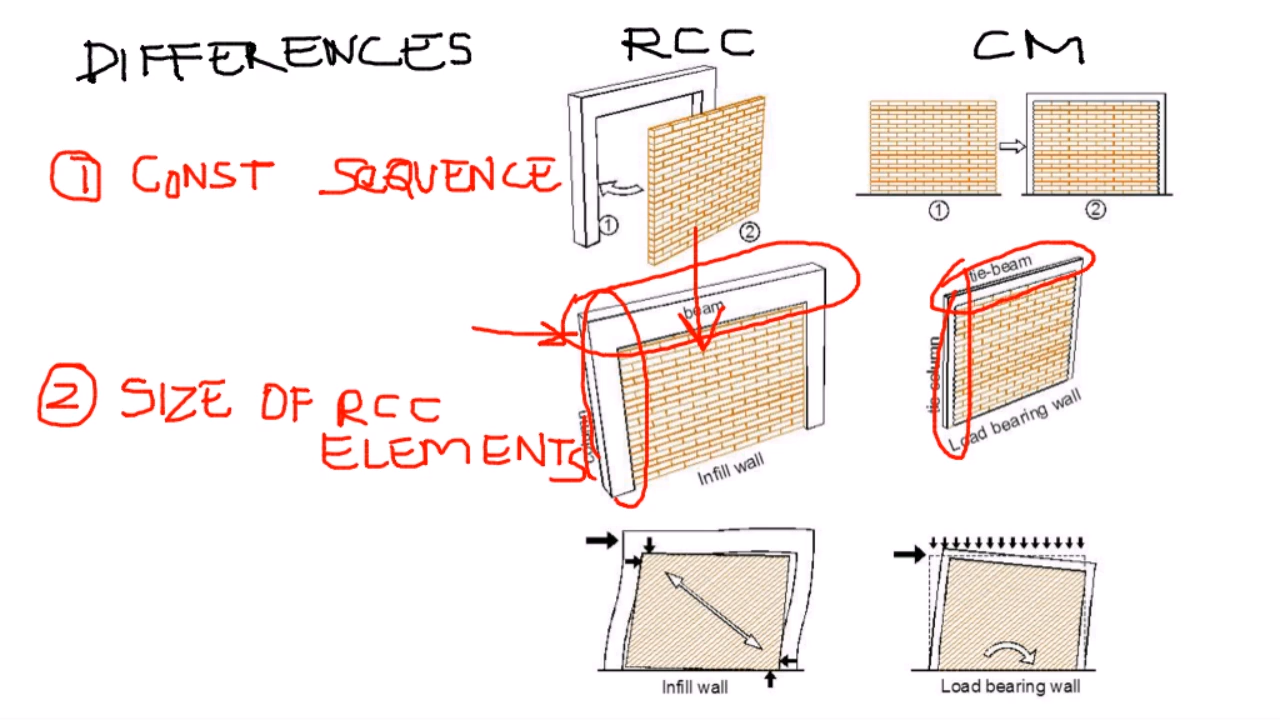 DIFFERENCES
RCC
CM
① CONST SEQUENCE
①
②
①
②
beam
tie-beam
tie-column
② SIZE OF RCC
ELEMENTS
Infill wall
Load bearing wall
Infill wall
Load bearing wall